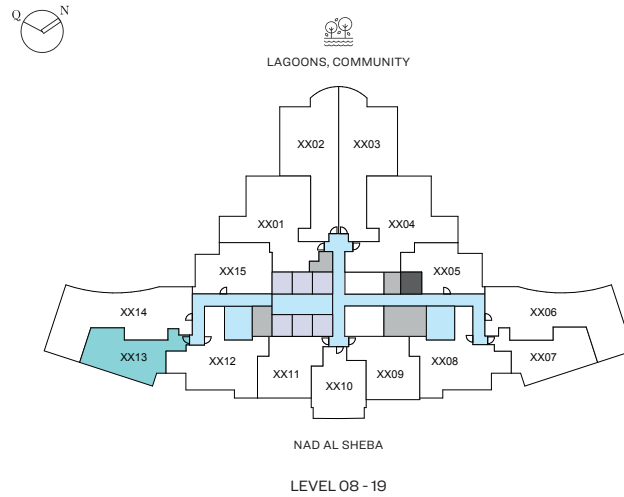 Q N
LAGOONS, COMMUNITY
XX02 XX03
XX01 XX04
XX15 XX05
XX14 XX06
XX13 XX12 XX11 XX10 XX09 XX08 XX07
NAD AL SHEBA
LEVEL 08 - 19